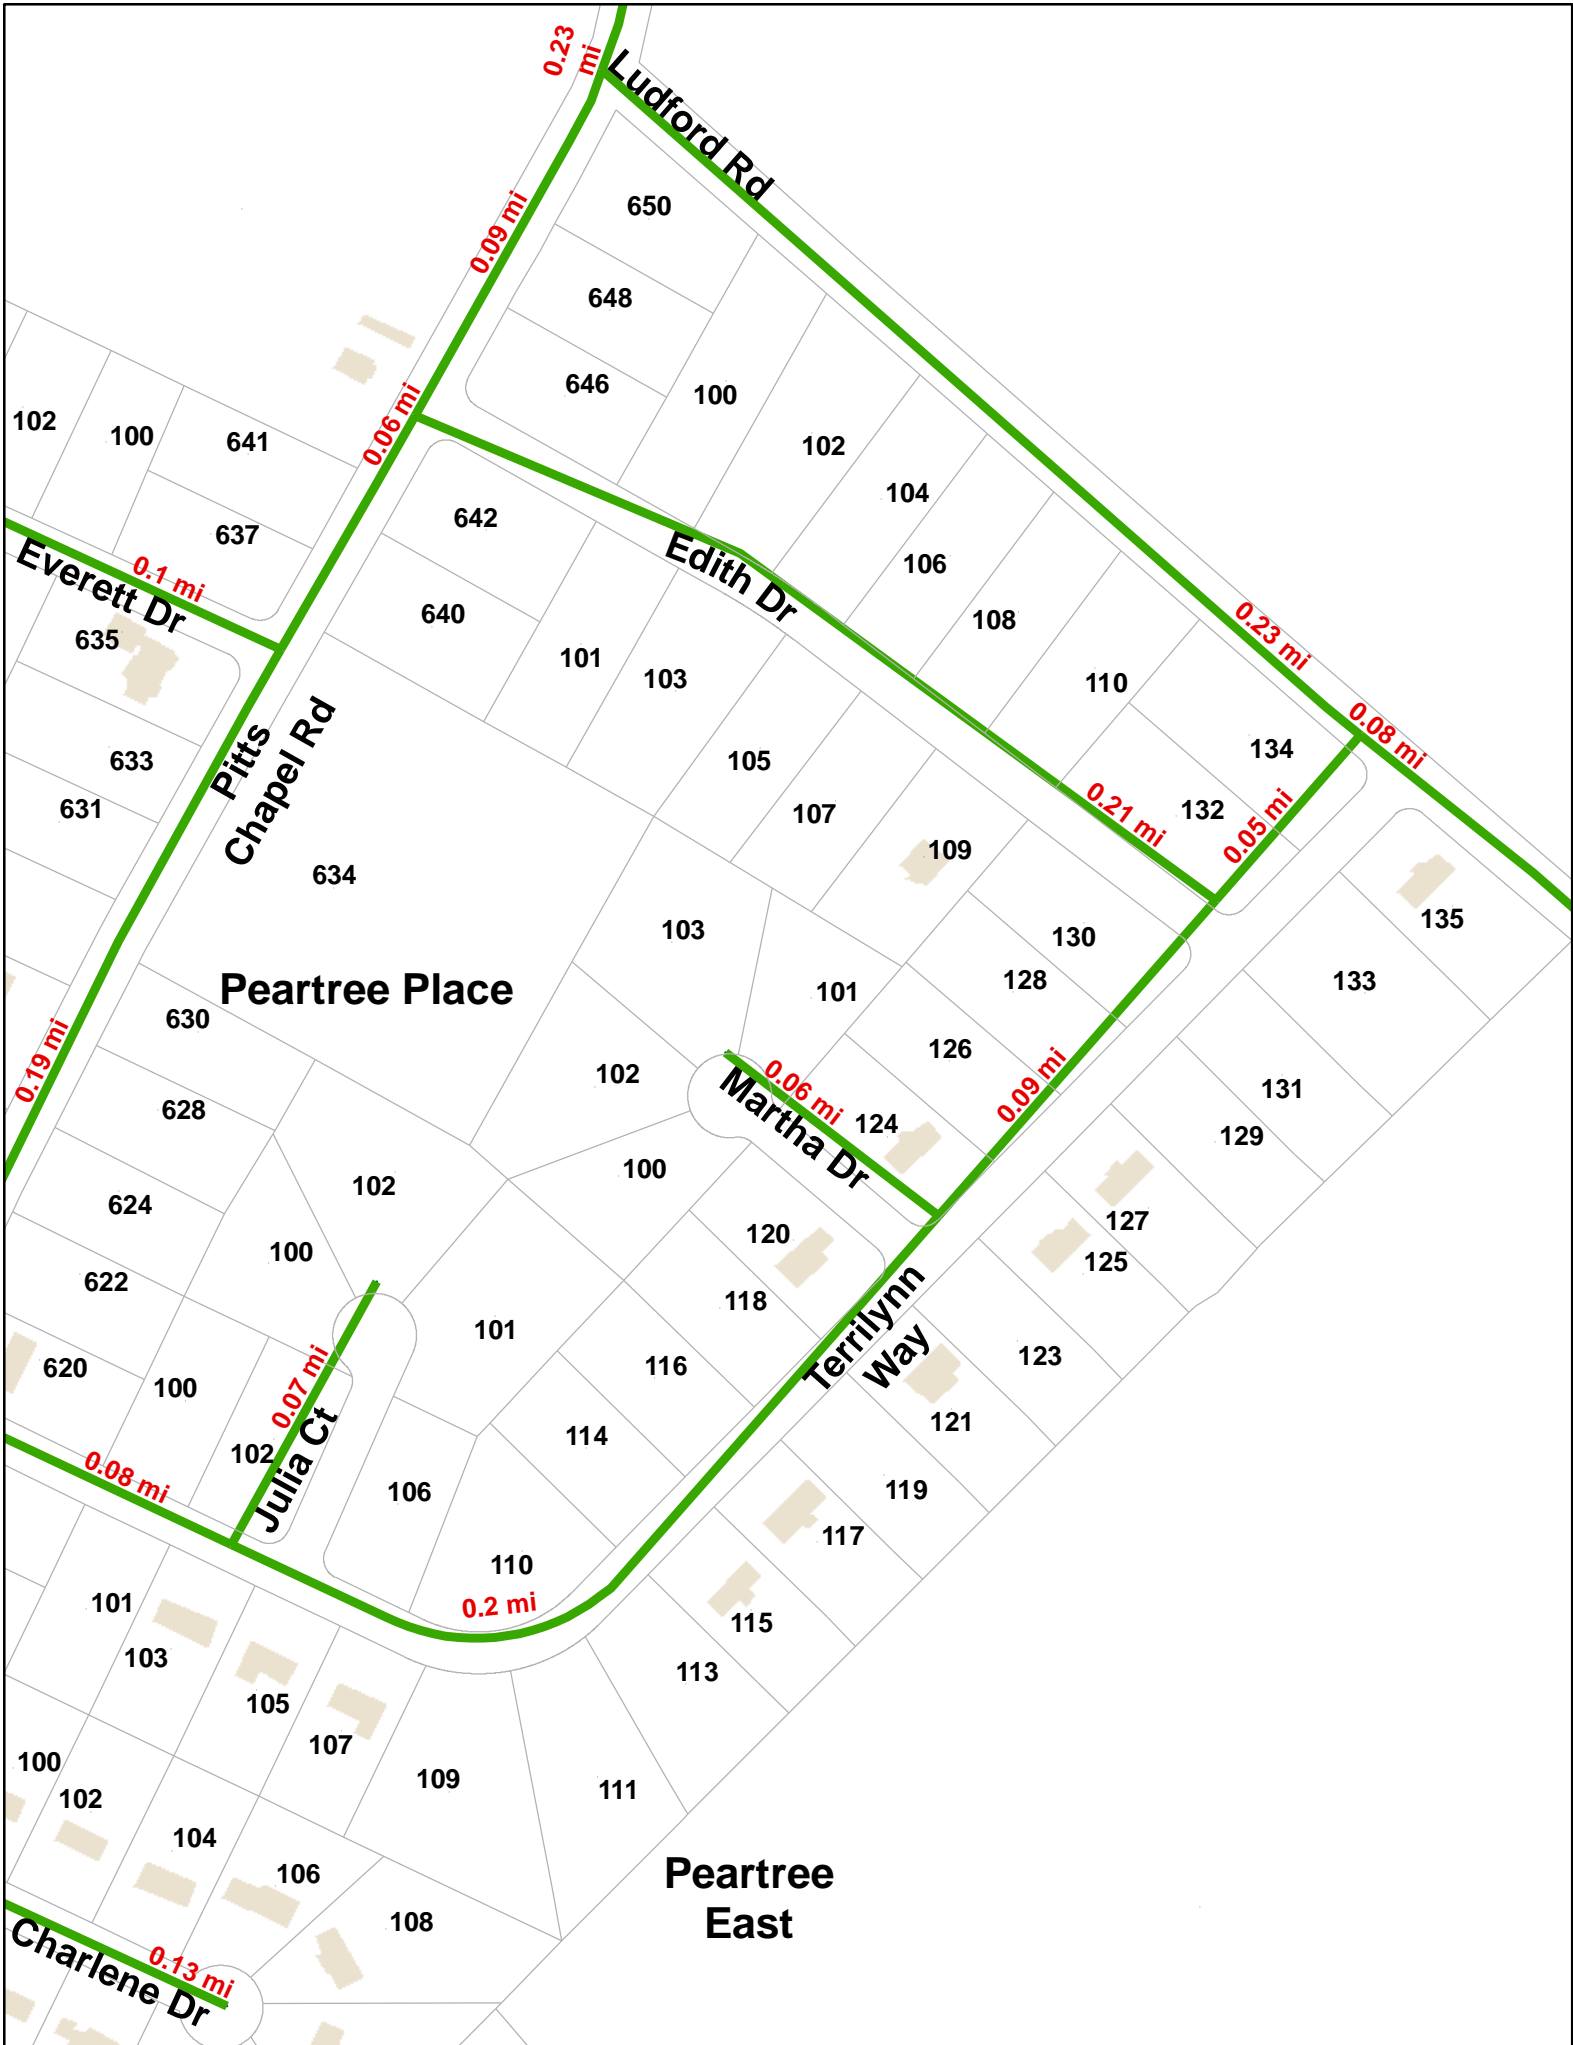 0.23
mi
Ludford Rd
650
0.09 mi
648
646
100
0.06 mi
102
100
641
102
104
637
642
106
Everett Dr
0.1 mi
Edith Dr
635
640
108
0.23 mi
101
103
110
0.08 mi
Pitts
Chapel Rd
134
633
105
631
107
0.21 mi
132
0.05 mi
109
634
135
103
130
Peartree Place
101
128
133
630
0.19 mi
126
102
0.06 mi
0.09 mi
131
628
Martha Dr
124
129
100
102
624
120
127
100
125
622
118
Terrilynn
Way
101
123
620
100
116
0.07 mi
121
114
102
Julia Ct
0.08 mi
106
119
117
110
0.2 mi
101
115
103
113
105
107
100
109
111
102
104
106
Peartree
East
108
Charlene Dr
0.13 mi